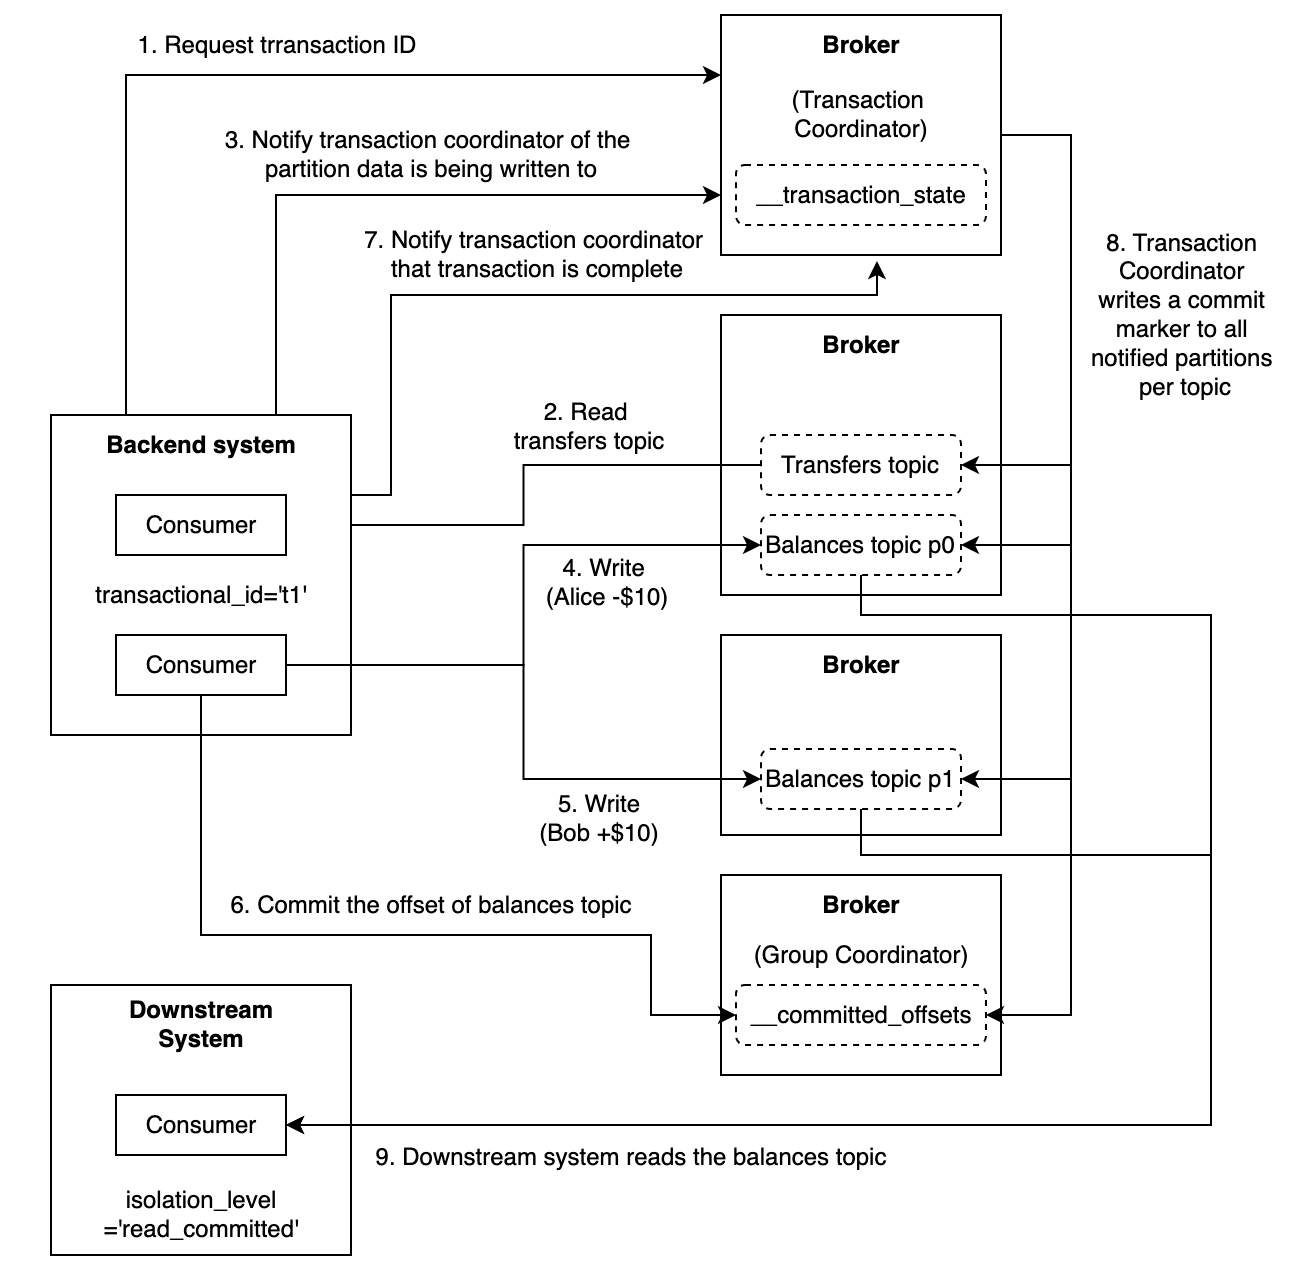 1. Request trransaction ID
Broker
(Transaction
Coordinator)
__transaction_state
3. Notify transaction coordinator of the
partition data is being written to
7. Notify transaction coordinator
that transaction is complete
8. Transaction
Coordinator
writes a commit
marker to all
notified partitions
per topic
Broker
2. Read
transfers topic
Transfers topic
Balances topic p0
4. Write
(Alice -$10)
Backend system
Consumer
transactional_id='t1'
Consumer
Broker
Balances topic p1
5. Write
(Bob +$10)
6. Commit the offset of balances topic
Broker
(Group Coordinator)
__committed_offsets
Downstream
System
Consumer
isolation_level
='read_committed'
9. Downstream system reads the balances topic